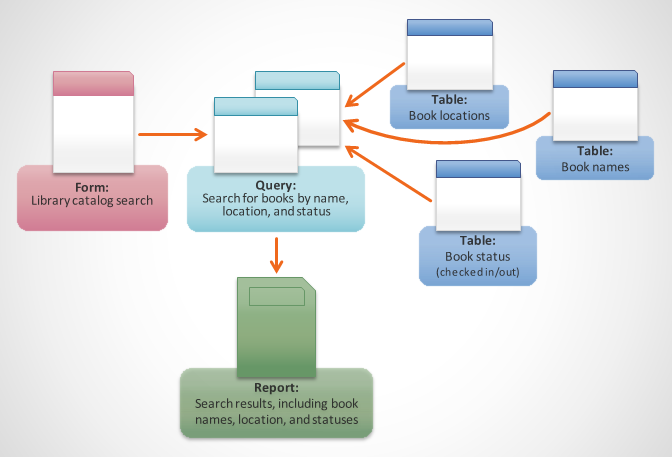 Table:
Book locations
Table:
Book names
Form:
Library catalog search
Query:
Search for books by name,
location, and status
Table:
Book status
(checked in/out)
Report:
Search results, including book
names, location, and statuses